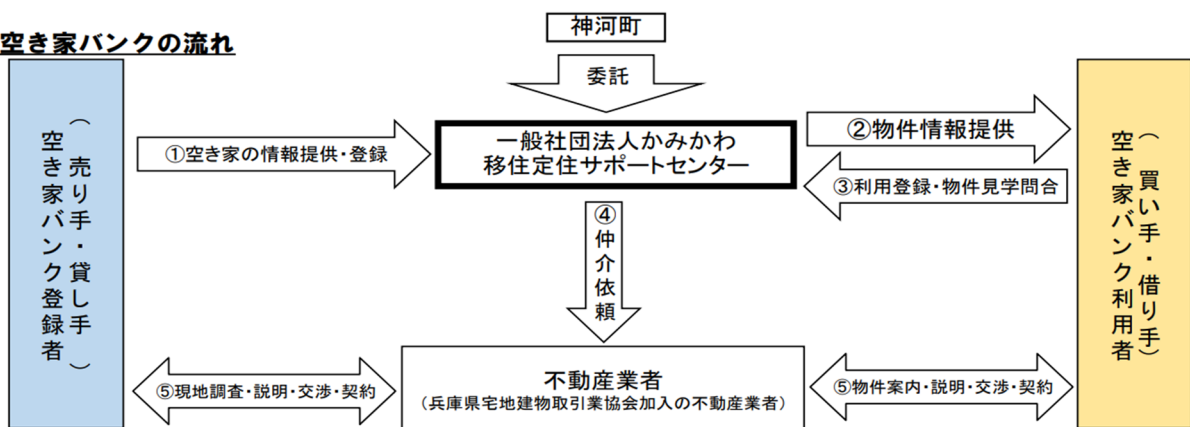 空き家バンクの流れ
神河町
委託
空き家バンク登録者
（売り手・貸し手）
①空き家の情報提供・登録
一般社団法人かみかわ
移住定住サポートセンター
②物件情報提供
③利用登録・物件見学問合
空き家バンク利用者
（買い手・借り手）
④仲介依頼
⑤現地調査・説明・交渉・契約
不動産業者
（兵庫県宅地建物取引業協会加入の不動産業者）
⑤物件案内・説明・交渉・契約